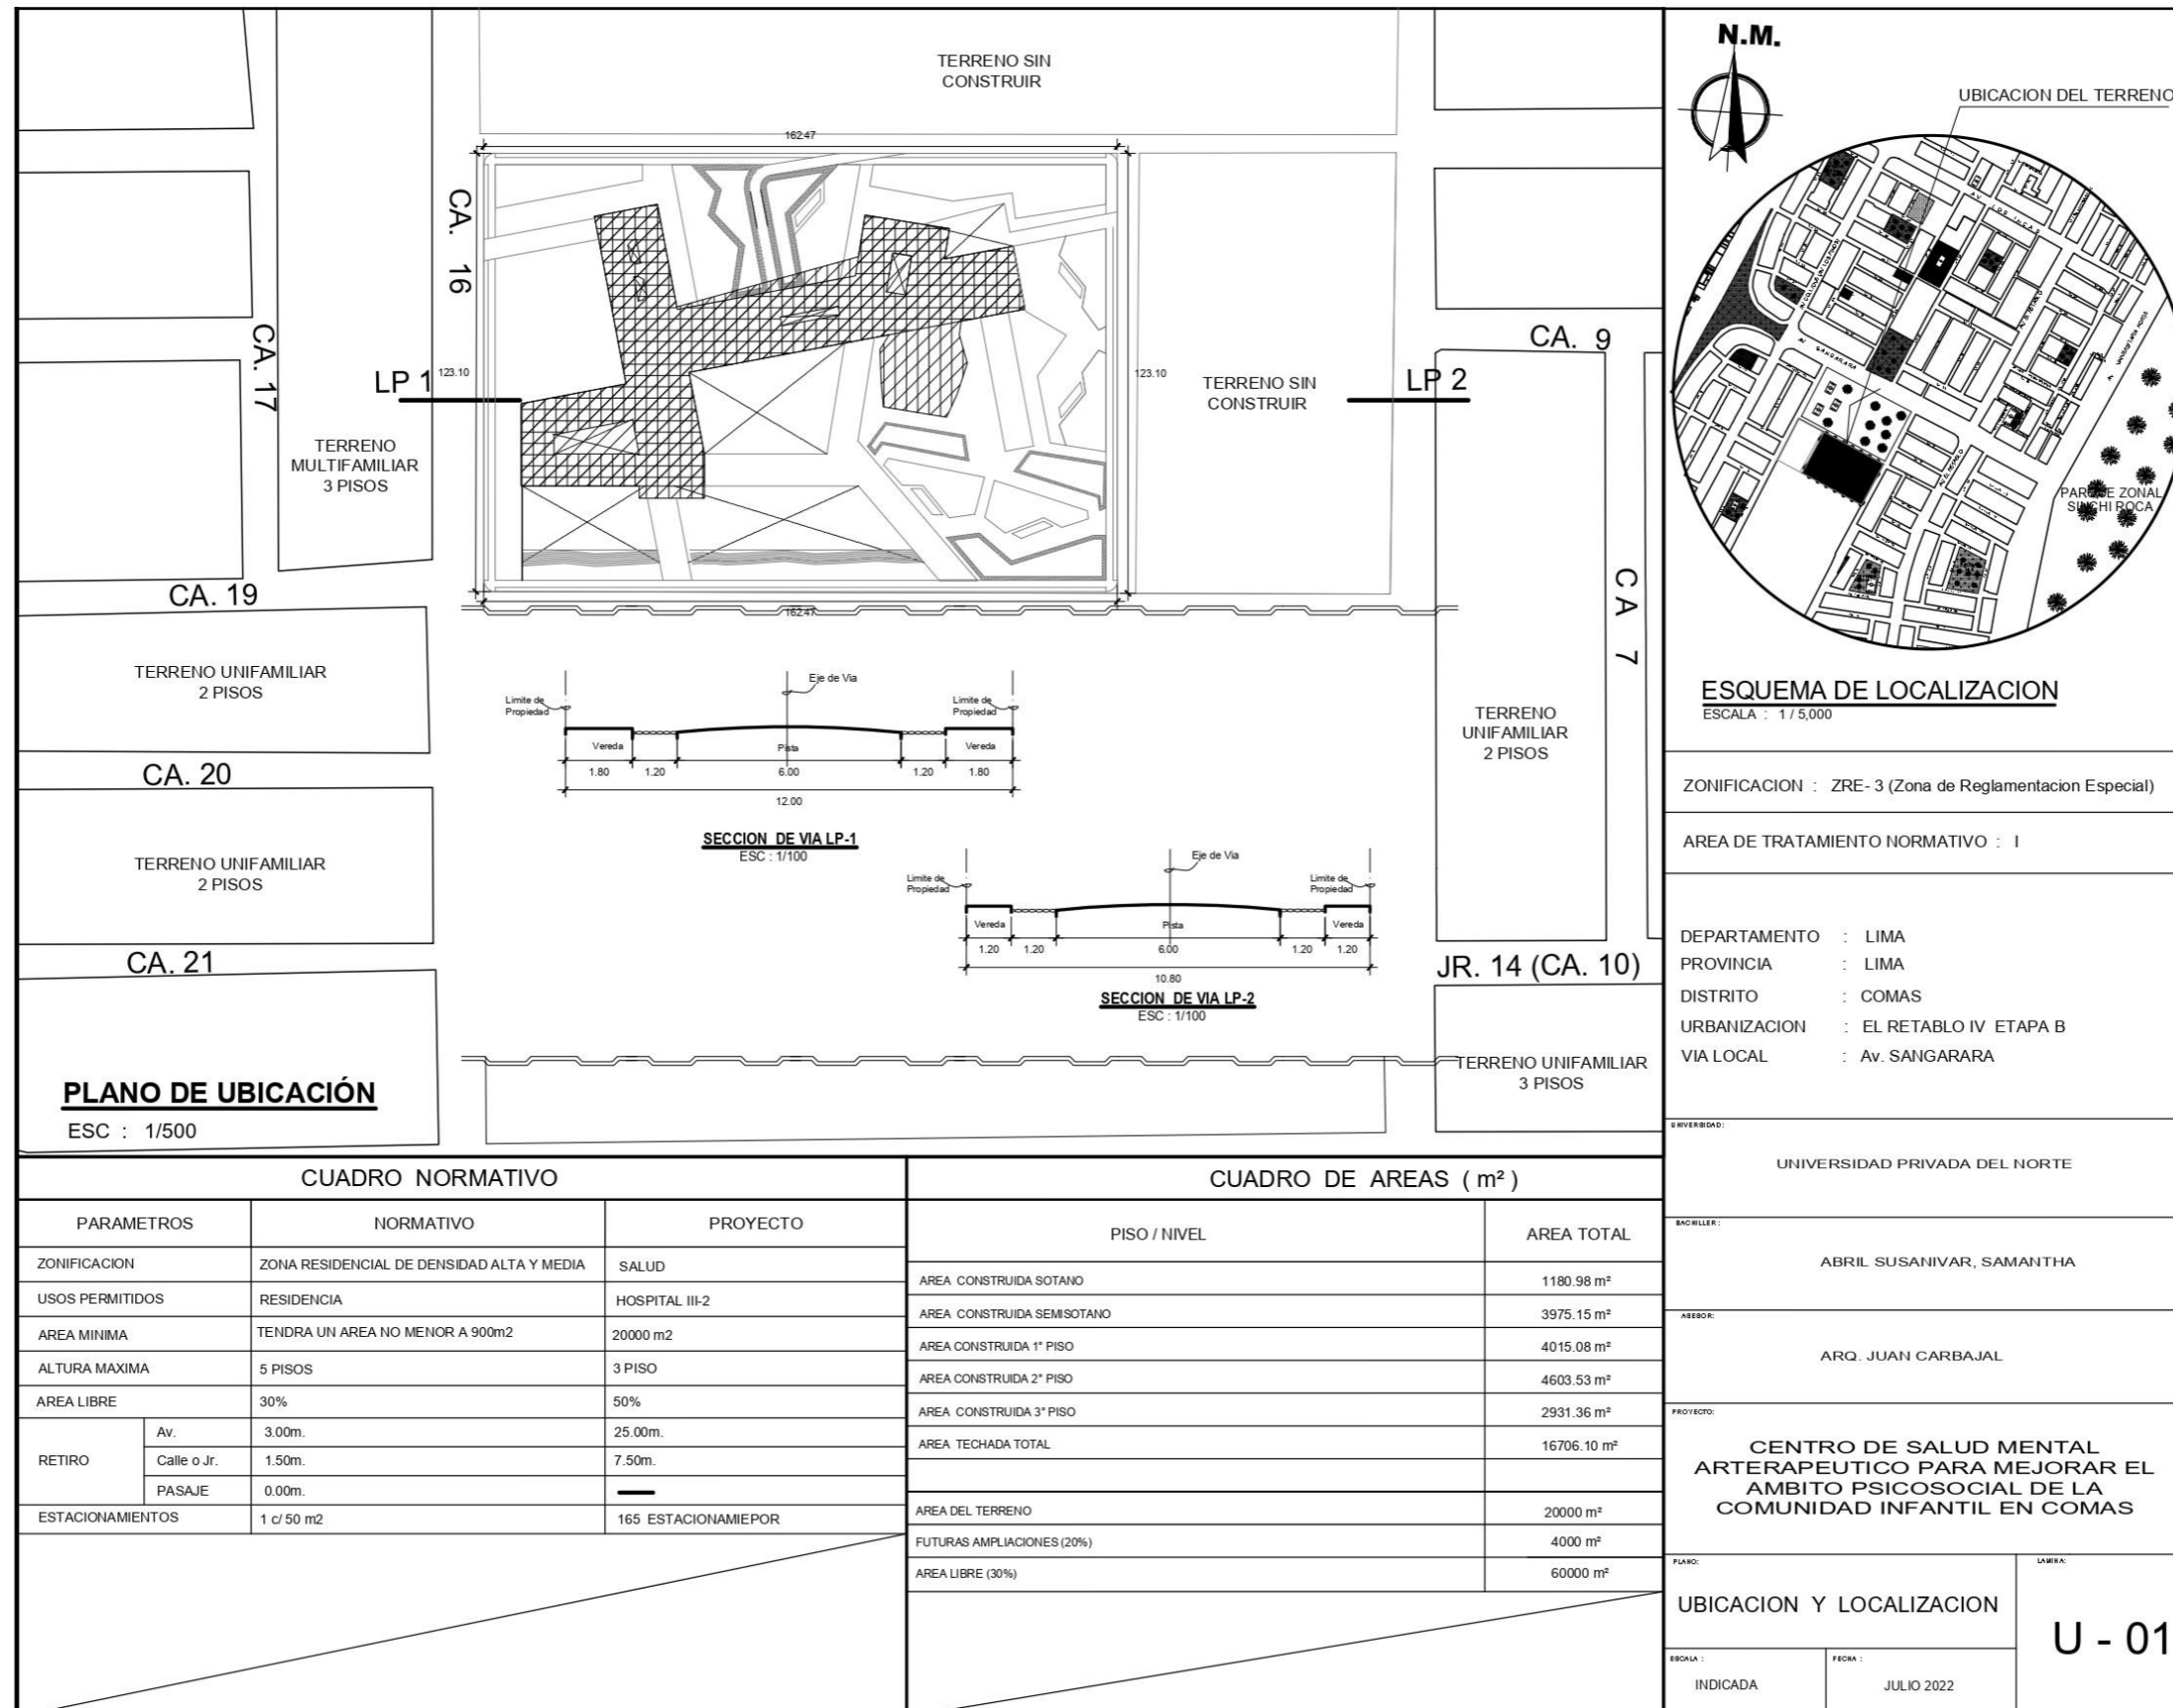 TERRENO SIN
CONSTRUIR
162.47
CA. 16
CA. 17
LP 1
123.10
123.10
TERRENO SIN
CONSTRUIR
LP 2
CA. 9
TERRENO
MULTIFAMILIAR
3 PISOS
CA. 19
162.47
CA 7
TERRENO UNIFAMILIAR
2 PISOS
CA. 20
TERRENO UNIFAMILIAR
2 PISOS
CA. 21
TERRENO
UNIFAMILIAR
2 PISOS
JR. 14 (CA. 10)
TERRENO UNIFAMILIAR
3 PISOS
Eje de Via
Limite de
Propiedad
Limite de
Propiedad
Vereda
Pista
Vereda
1.80
1.20
6.00
1.20
1.80
12.00
SECCION DE VIA LP-1
ESC : 1/100
Eje de Via
Limite de
Propiedad
Limite de
Propiedad
Vereda
Pista
Vereda
1.20
1.20
6.00
1.20
1.20
10.80
SECCION DE VIA LP-2
ESC : 1/100
PLANO DE UBICACIÓN
ESC : 1/500
CUADRO NORMATIVO
PARAMETROS NORMATIVO PROYECTO
ZONIFICACION ZONA RESIDENCIAL DE DENSIDAD ALTA Y MEDIA SALUD
USOS PERMITIDOS RESIDENCIA HOSPITAL III-2
AREA MINIMA TENDRA UN AREA NO MENOR A 900m2 20000 m2
ALTURA MAXIMA 5 PISOS 3 PISO
AREA LIBRE 30% 50%
RETIRO
Av. 3.00m. 25.00m.
Calle o Jr. 1.50m. 7.50m.
PASAJE 0.00m.
ESTACIONAMIENTOS 1 c/ 50 m2 165 ESTACIONAMIEPOR
CUADRO DE AREAS ( m² )
PISO / NIVEL AREA TOTAL
AREA CONSTRUIDA SOTANO 1180.98 m²
AREA CONSTRUIDA SEMISOTANO 3975.15 m²
AREA CONSTRUIDA 1° PISO 4015.08 m²
AREA CONSTRUIDA 2° PISO 4603.53 m²
AREA CONSTRUIDA 3° PISO 2931.36 m²
AREA TECHADA TOTAL 16706.10 m²
AREA DEL TERRENO 20000 m²
FUTURAS AMPLIACIONES (20%) 4000 m²
AREA LIBRE (30%) 60000 m²
N.M.
UBICACION DEL TERRENO
PARQUE ZONAL
SINCHI ROCA
ESQUEMA DE LOCALIZACION
ESCALA : 1 / 5,000
ZONIFICACION : ZRE- 3 (Zona de Reglamentacion Especial)
AREA DE TRATAMIENTO NORMATIVO : I
DEPARTAMENTO : LIMA
PROVINCIA : LIMA
DISTRITO : COMAS
URBANIZACION : EL RETABLO IV ETAPA B
VIA LOCAL : Av. SANGARARA
UNIVERSIDAD:
UNIVERSIDAD PRIVADA DEL NORTE
BACHILLER :
ABRIL SUSANIVAR, SAMANTHA
ASESOR:
ARQ. JUAN CARBAJAL
PROYECTO:
CENTRO DE SALUD MENTAL
ARTERAPEUTICO PARA MEJORAR EL
AMBITO PSICOSOCIAL DE LA
COMUNIDAD INFANTIL EN COMAS
PLANO:
UBICACION Y LOCALIZACION
LAMINA:
U - 01
ESCALA :
INDICADA
FECHA :
JULIO 2022